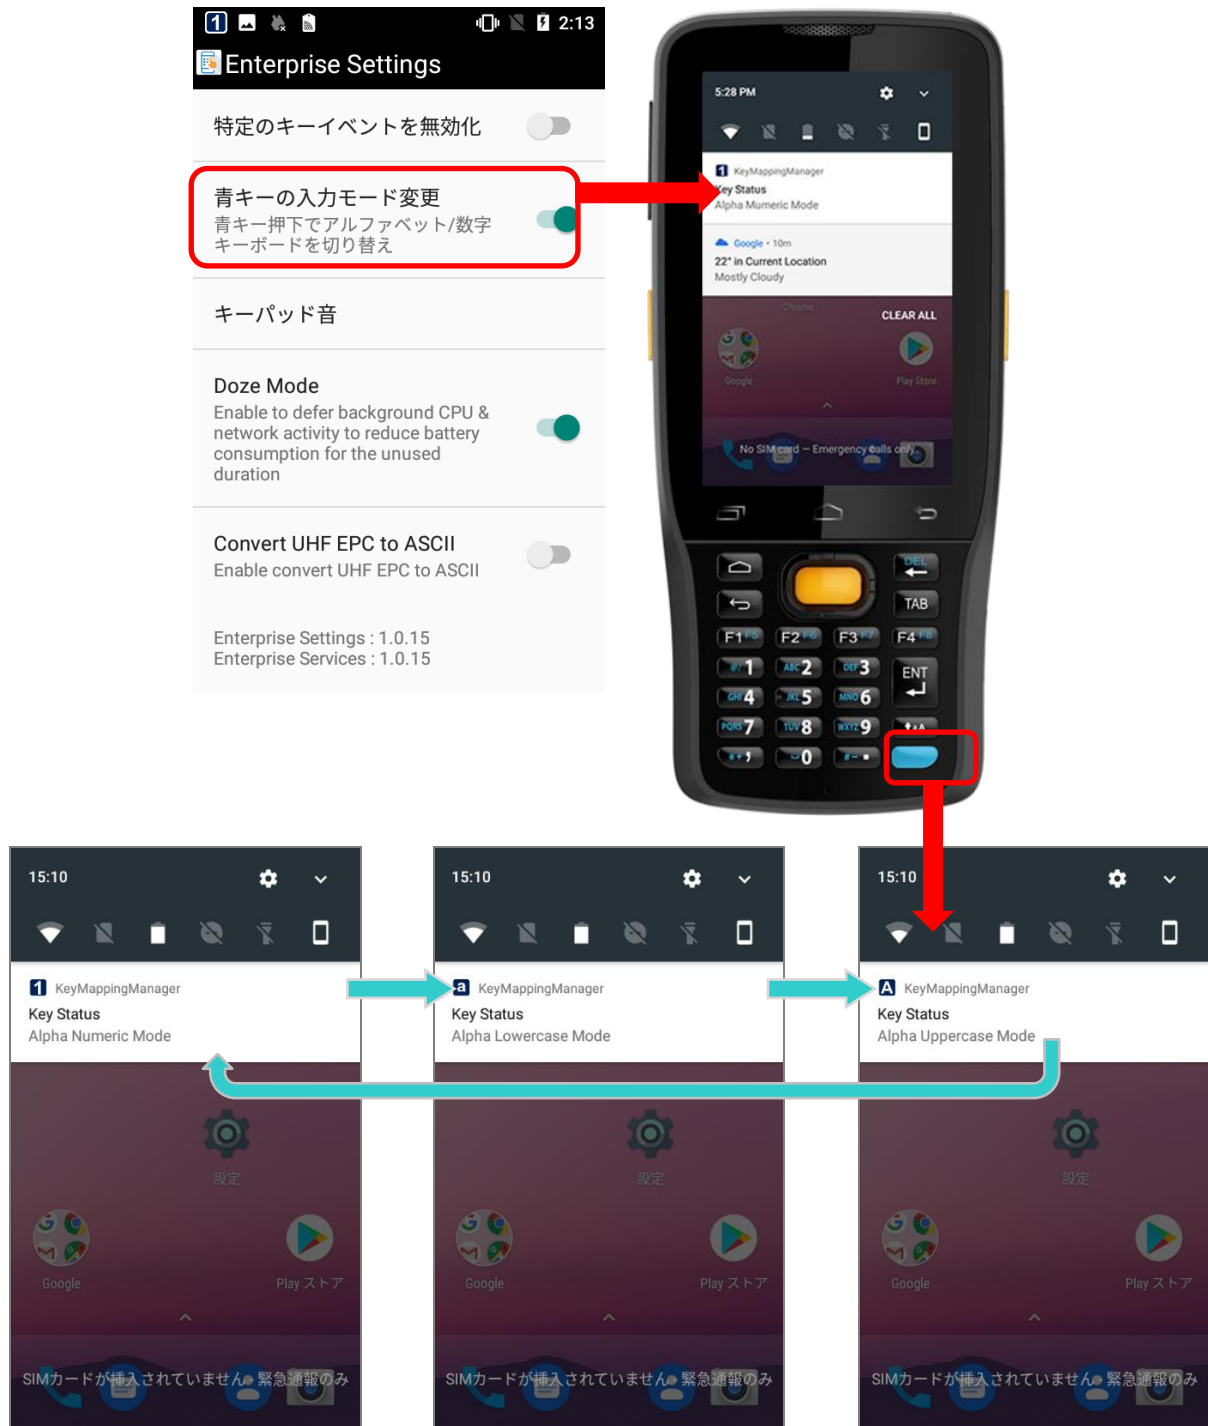 1 2:13
Enterprise Settings
特定のキーイベントを無効化
青キーの入力モード変更
青キー押下でアルファベット/数字
キーボードを切り替え
キーパッド音
Doze Mode
Enable to defer background CPU &
network activity to reduce battery
consumption for the unused
duration
Convert UHF EPC to ASCII
Enable convert UHF EPC to ASCII
Enterprise Settings : 1.0.15
Enterprise Services : 1.0.15
5:28 PM
1 KeyMappingManager
Key Status
Alpha Mumeric Mode
Google • 10m
22° in Current Location
Mostly Cloudy
Chrome
CLEAR ALL
Google Play Store
No SIM card – Emergency calls only
DEL
TAB
F1 F5 F2 F6 F3 F7 F4 F8
1 ABC 2 DEF 3 ENT
GHI 4 JKL 5 MNO 6
PQRS 7 TUV 8 WXYZ 9 aA
*+ , 0 #- .
15:10
1 KeyMappingManager
Key Status
Alpha Numeric Mode
設定
Google Play ストア
SIMカードが挿入されていません - 緊急通報のみ
15:10
a KeyMappingManager
Key Status
Alpha Lowercase Mode
設定
Google Play ストア
SIMカードが挿入されていません - 緊急通報のみ
15:10
A KeyMappingManager
Key Status
Alpha Uppercase Mode
設定
Google Play ストア
SIMカードが挿入されていません - 緊急通報のみ